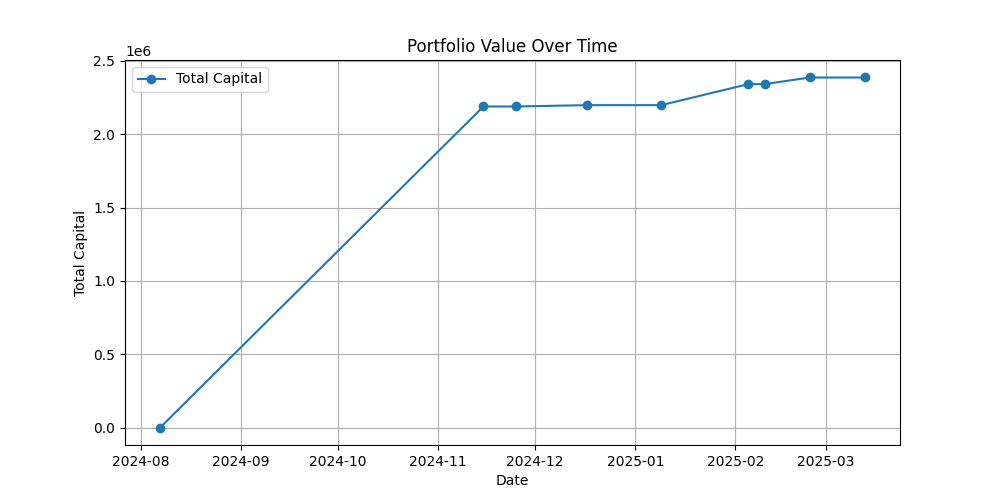 Portfolio Value Over Time
1e6
Total Capital
2.5
2.0
1.5
1.0
0.5
0.0
Total Capital
2024-08 2024-09 2024-10 2024-11 2024-12 2025-01 2025-02 2025-03
Date